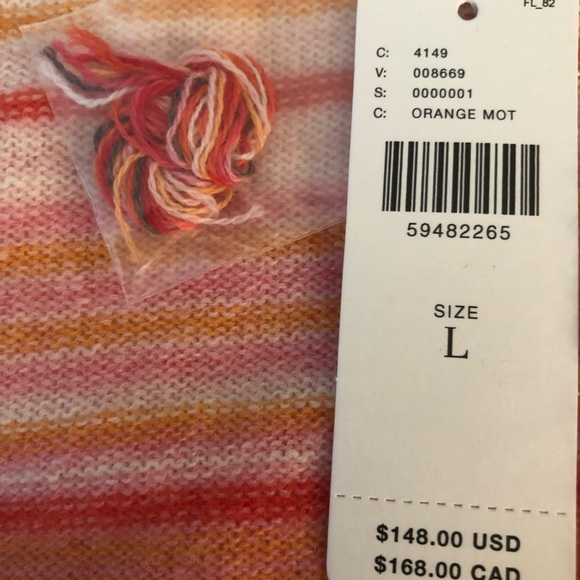 FL_82
C: 4149
V: 008669
S: 0000001
C: ORANGE MOT
59482265
SIZE
L
$148.00 USD
$168.00 CAD